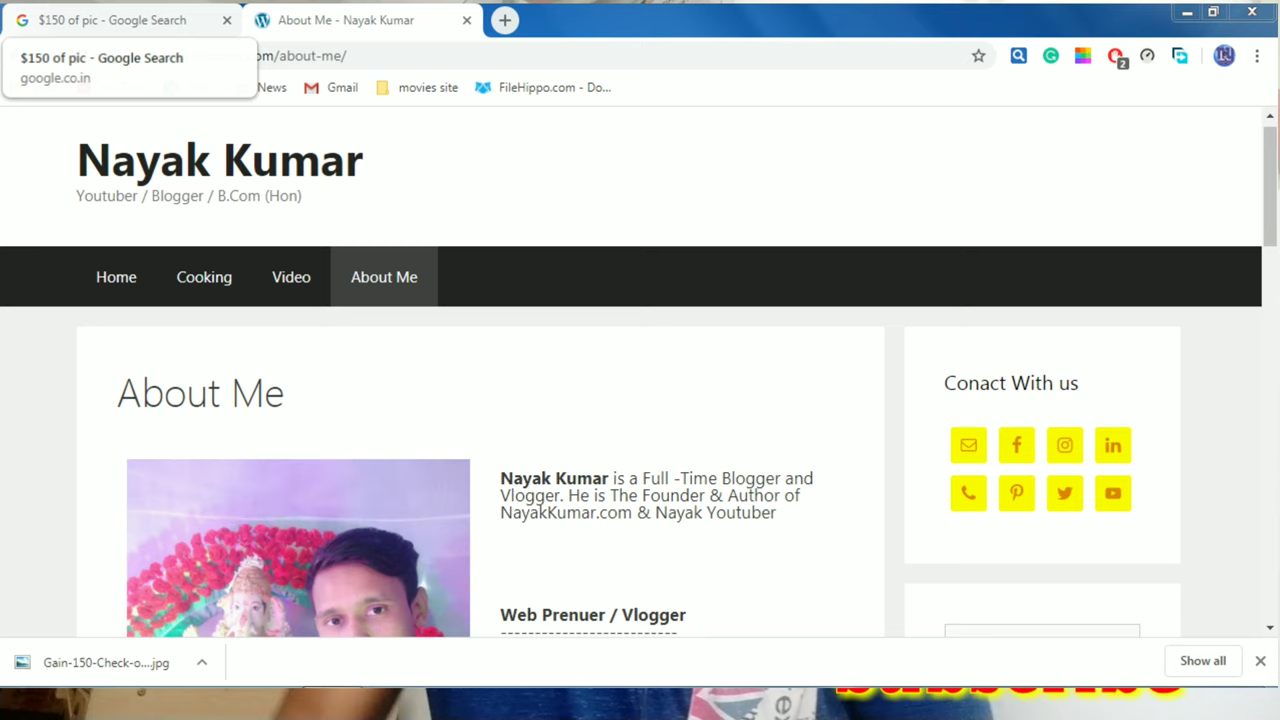 $150 of pic - Google Search
About Me - Nayak Kumar
$150 of pic - Google Search
google.co.in
/about-me/
2
News
Gmail
movies site
FileHippo.com - Do...
Nayak Kumar
Youtuber / Blogger / B.Com (Hon)
Home
Cooking
Video
About Me
About Me
Nayak Kumar is a Full -Time Blogger and
Vlogger. He is The Founder & Author of
NayakKumar.com & Nayak Youtuber
Web Prenuer / Vlogger
--------------------------
Conact With us
Gain-150-Check-o....jpg
Show all